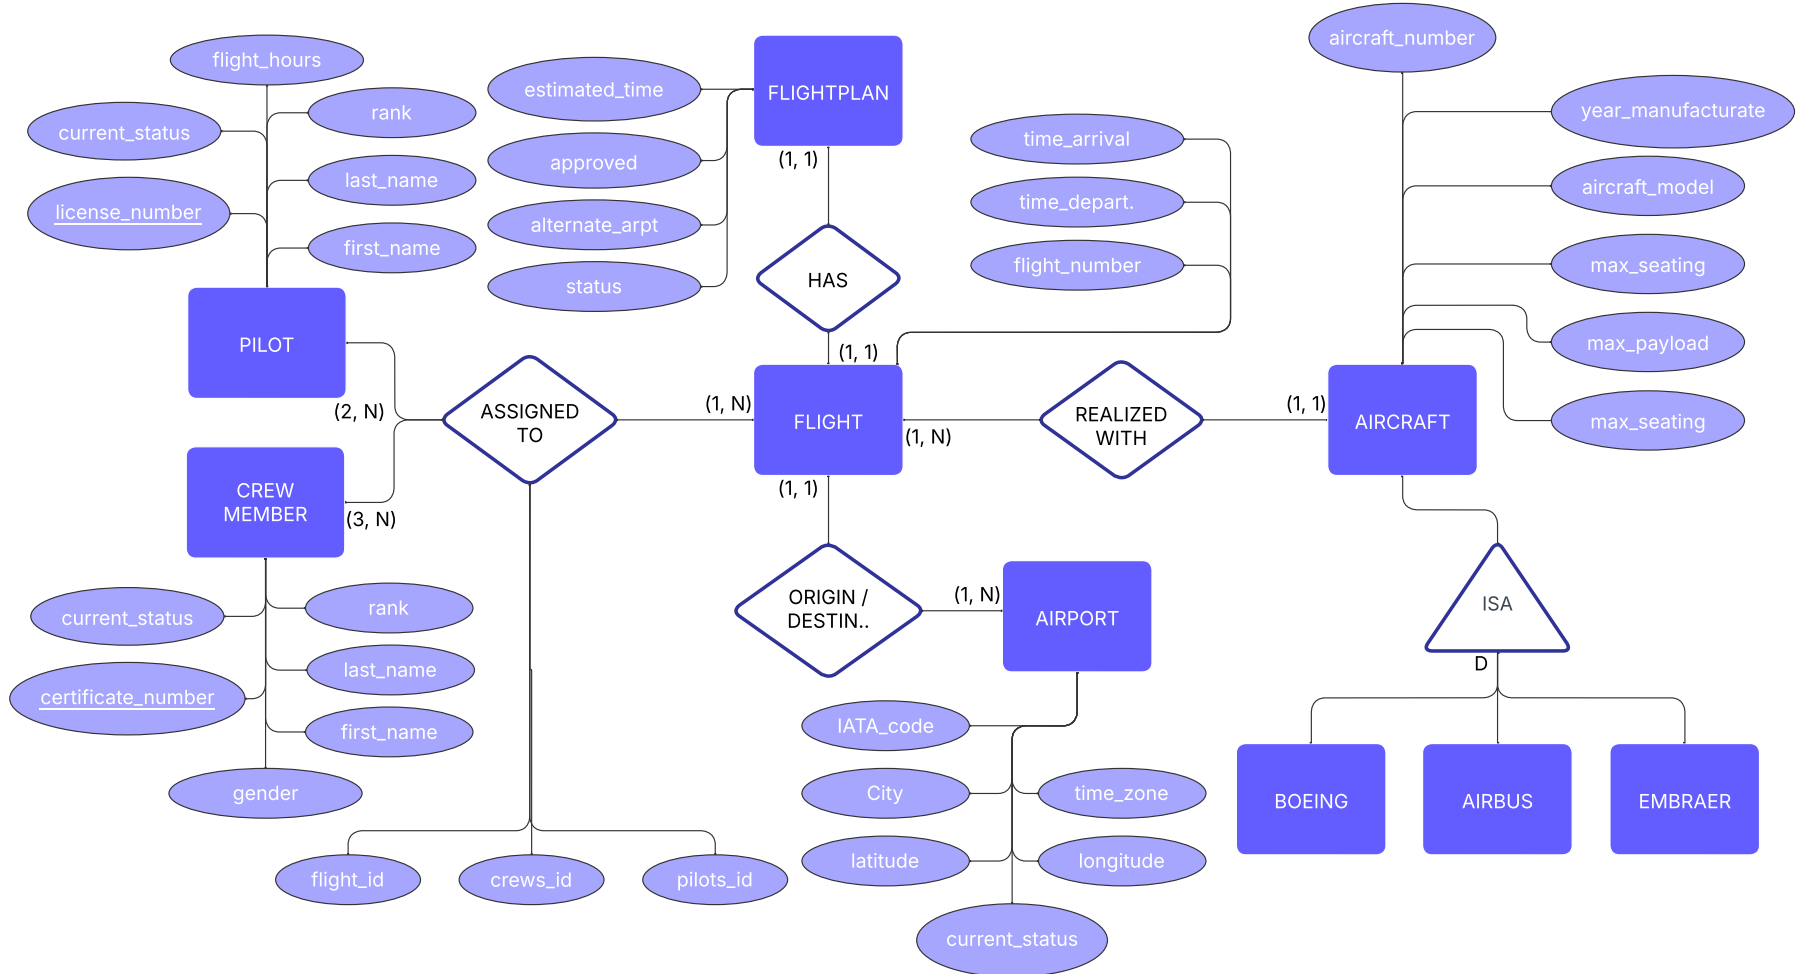 aircraft_number
flight_hours
rank
current_status
last_name
license_number
first_name
PILOT
estimated_time
approved
alternate_arpt
status
FLIGHTPLAN
(1, 1)
HAS
(1, 1)
time_arrival
time_depart.
flight_number
year_manufacturate
aircraft_model
max_seating
max_payload
max_seating
(2, N)
ASSIGNED
TO
(1, N)
FLIGHT
(1, N)
REALIZED
WITH
(1, 1)
AIRCRAFT
CREW
MEMBER
(3, N)
(1, 1)
ORIGIN /
DESTIN..
(1, N)
AIRPORT
ISA
D
current_status
rank
last_name
certificate_number
first_name
gender
IATA_code
City
time_zone
latitude
longitude
current_status
BOEING
AIRBUS
EMBRAER
flight_id
crews_id
pilots_id